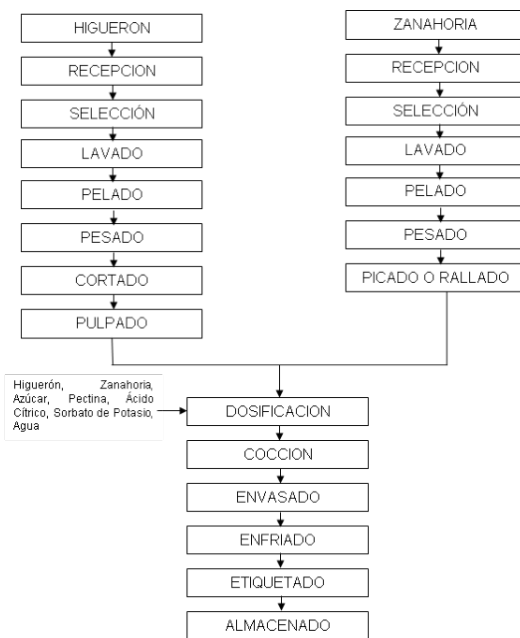 HIGUERON
RECEPCION
SELECCIÓN
LAVADO
PELADO
PESADO
CORTADO
PULPADO
ZANAHORIA
RECEPCION
SELECCIÓN
LAVADO
PELADO
PESADO
PICADO O RALLADO
Higuerón, Zanahoria,
Azúcar, Pectina, Ácido
Cítrico, Sorbato de Potasio,
Agua
DOSIFICACION
COCCION
ENVASADO
ENFRIADO
ETIQUETADO
ALMACENADO